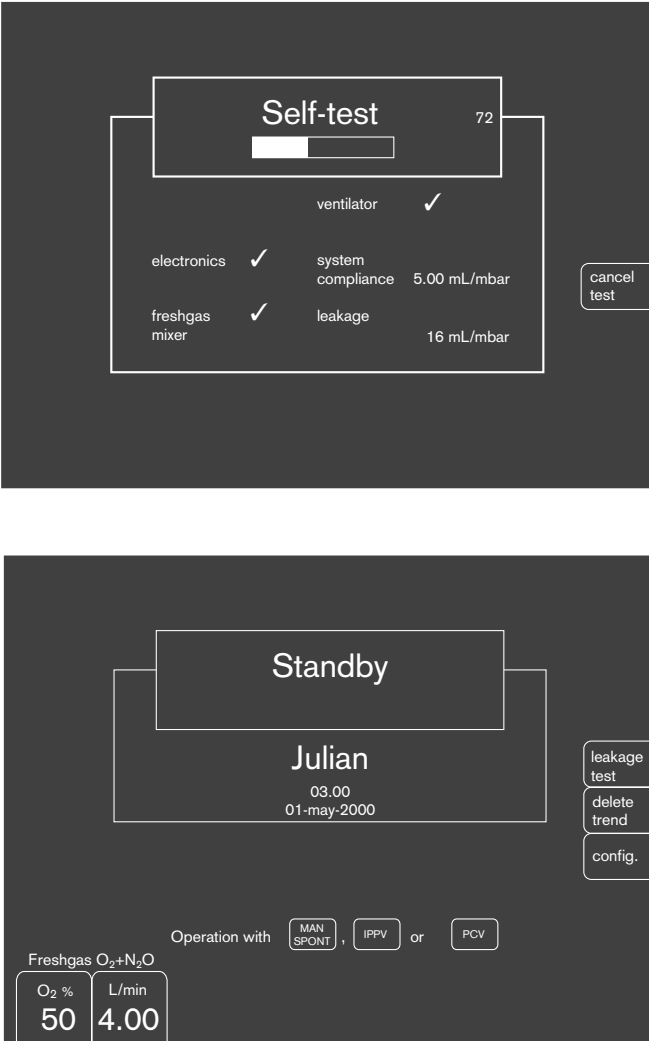 Self-test
72
ventilator ✓
electronics ✓
system
compliance 5.00 mL/mbar
cancel
test
freshgas
mixer ✓
leakage
16 mL/mbar
Standby
Julian
03.00
01-may-2000
leakage
test
delete
trend
config.
Operation with MAN SPONT , IPPV or PCV
Freshgas O₂+N₂O
O₂ % L/min
50 4.00